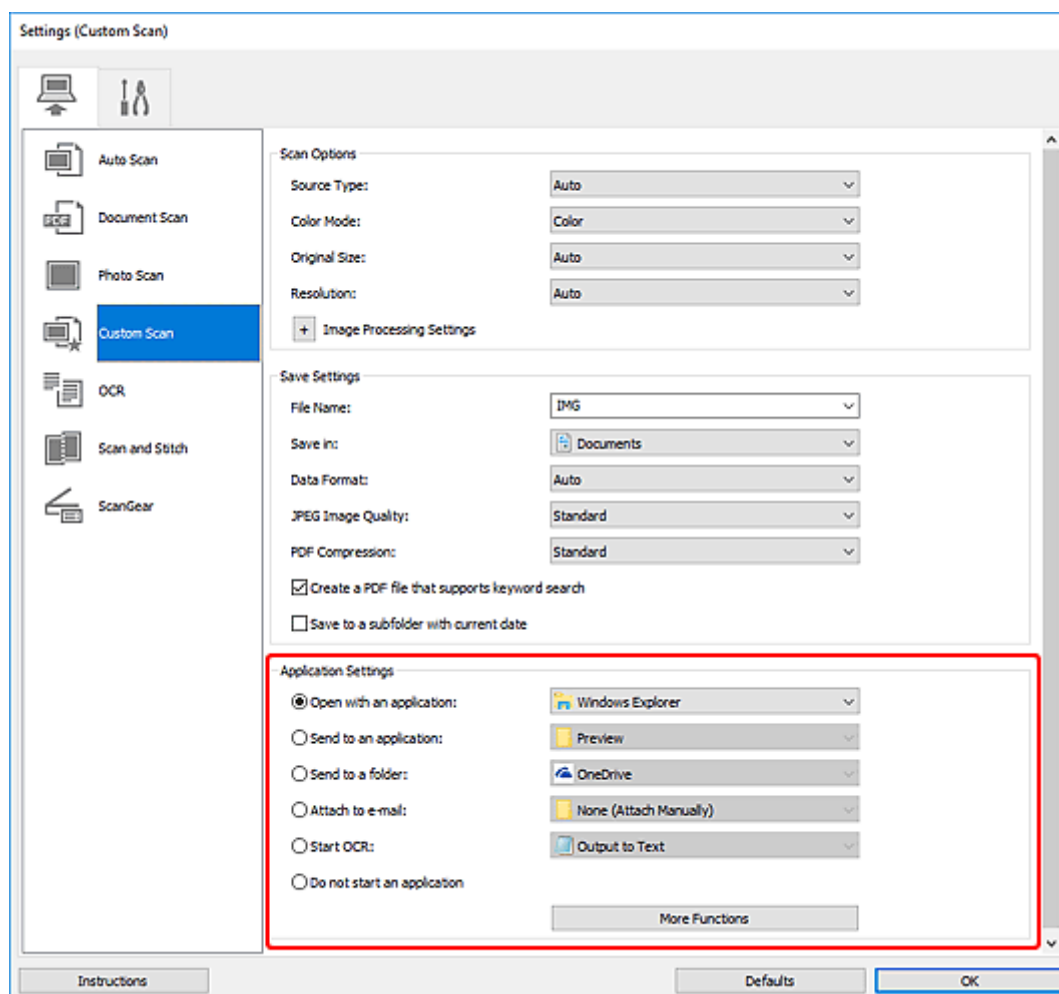 Settings (Custom Scan)
Auto Scan
Document Scan
Photo Scan
Custom Scan
OCR
Scan and Stitch
ScanGear
Scan Options
Source Type: Auto
Color Mode: Color
Original Size: Auto
Resolution: Auto
+ Image Processing Settings
Save Settings
File Name: IMG
Save in: Documents
Data Format: Auto
JPEG Image Quality: Standard
PDF Compression: Standard
Create a PDF file that supports keyword search
Save to a subfolder with current date
Application Settings
Open with an application: Windows Explorer
Send to an application: Preview
Send to a folder: OneDrive
Attach to e-mail: None (Attach Manually)
Start OCR: Output to Text
Do not start an application
More Functions
Instructions Defaults OK